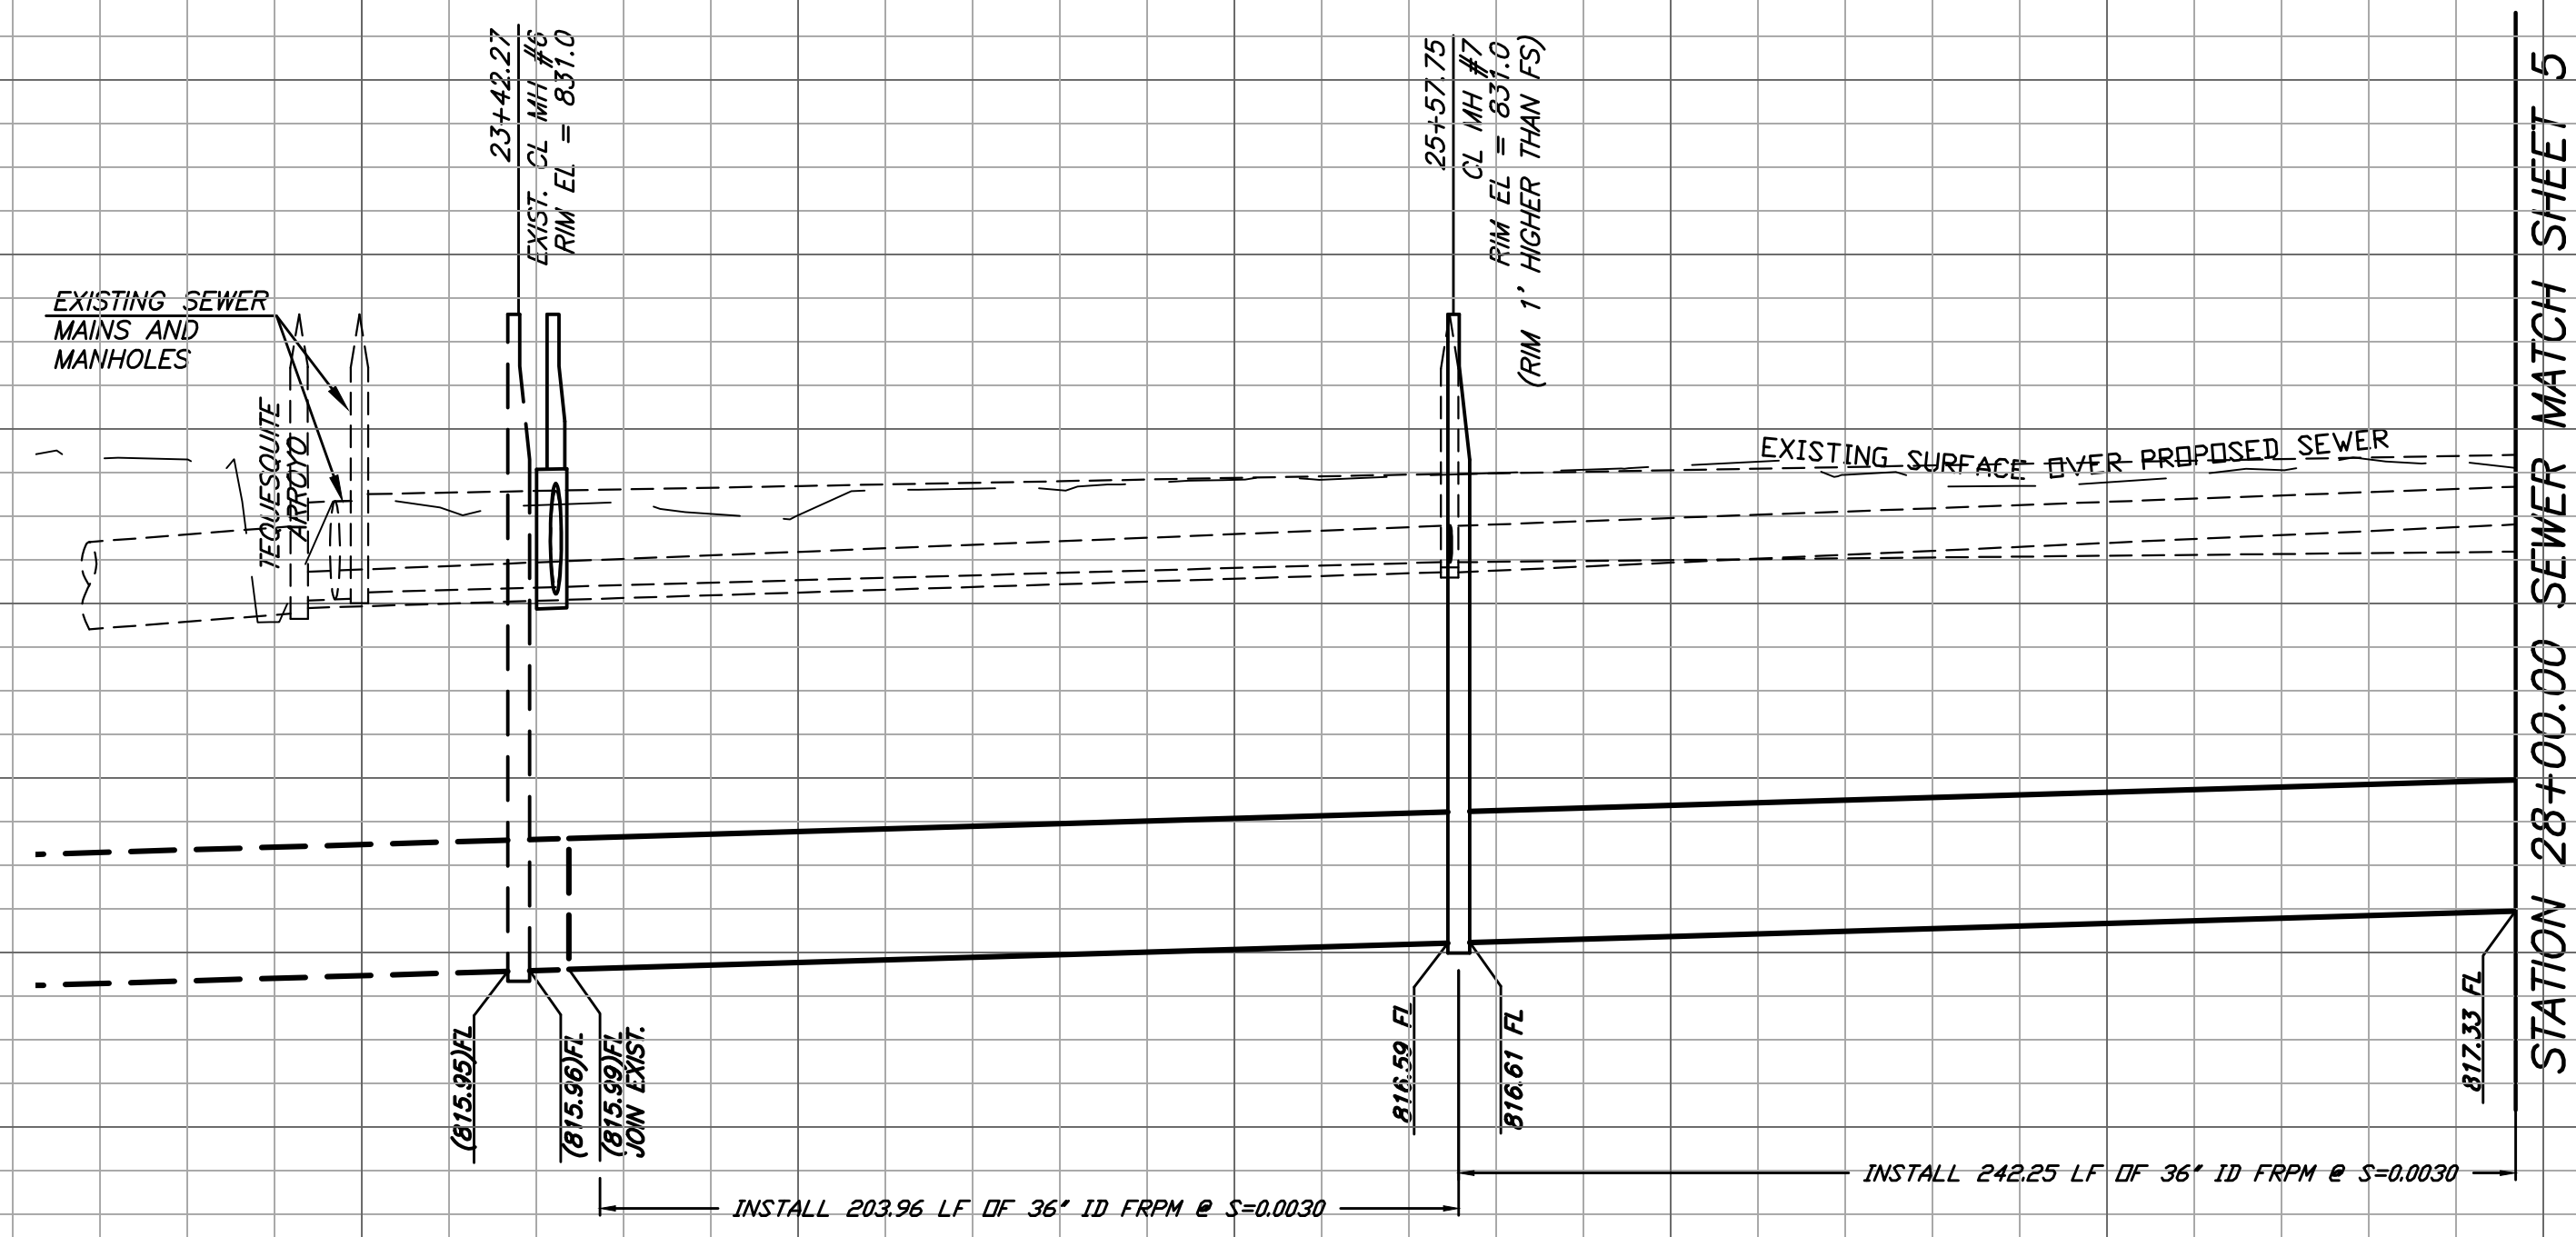 23+42.27
EXIST. CL MH #6
RIM EL = 831.0
25+57.75
CL MH #7
RIM EL = 831.0
(RIM 1' HIGHER THAN FS)
EXISTING SEWER
MAINS AND
MANHOLES
TEQUESQUITE
ARROYO
EXISTING SURFACE OVER PROPOSED SEWER
(815.95)FL
(815.96)FL
(815.99)FL
JOIN EXIST.
816.59 FL
816.61 FL
817.33 FL
INSTALL 203.96 LF OF 36" ID FRPM @ S=0.0030
INSTALL 242.25 LF OF 36" ID FRPM @ S=0.0030
STATION 28+00.00 SEWER MATCH SHEET 5